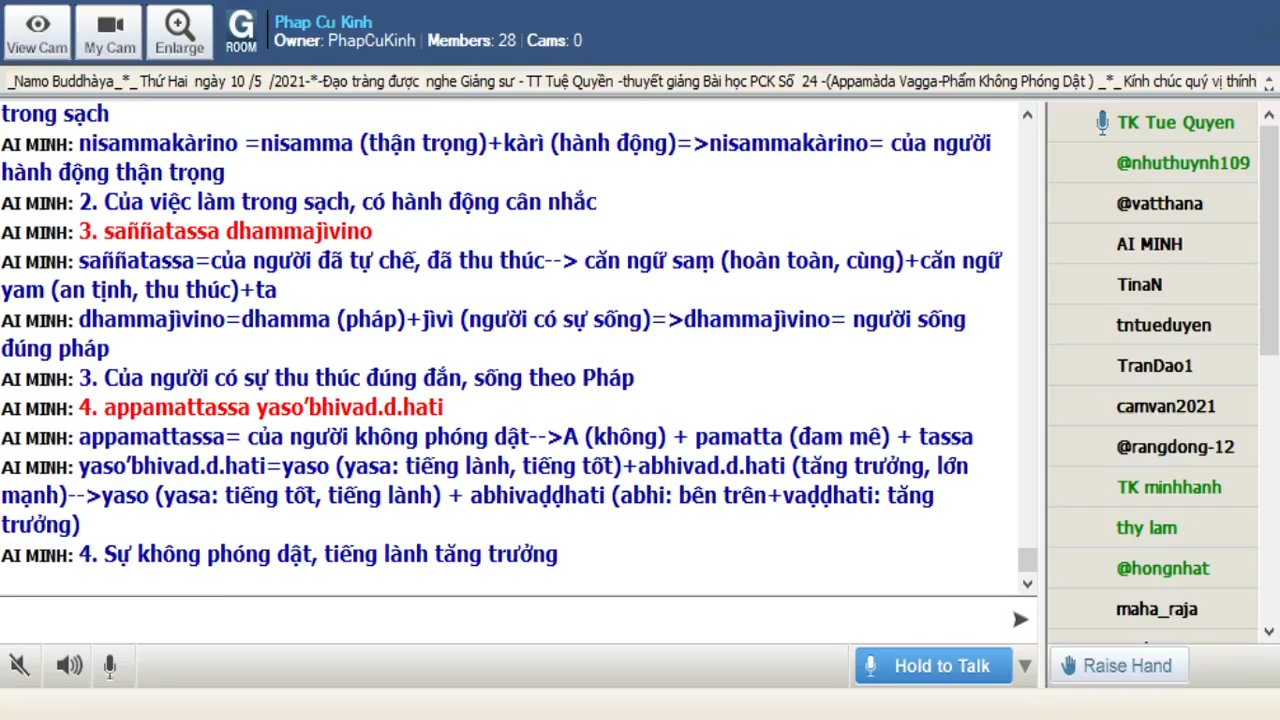 View Cam
My Cam
Enlarge
G
ROOM
Phap Cu Kinh
Owner: PhapCuKinh | Members: 28 | Cams: 0
_Namo Buddhàya_*_ Thứ Hai ngày 10 /5 /2021-*-Đạo tràng được nghe Giảng sư - TT Tuệ Quyền -thuyết giảng Bài học PCK Số 24 -(Appamàda Vagga-Phẩm Không Phóng Dật ) _*_ Kính chúc quý vị thính
trong sạch
AI MINH: nisammakàrino =nisamma (thận trọng)+kàrì (hành động)=>nisammakàrino= của người
hành động thận trọng
AI MINH: 2. Của việc làm trong sạch, có hành động cân nhắc
AI MINH: 3. saññatassa dhammajìvino
AI MINH: saññatassa=của người đã tự chế, đã thu thúc--> căn ngữ saṃ (hoàn toàn, cùng)+căn ngữ
yam (an tịnh, thu thúc)+ta
AI MINH: dhammajìvino=dhamma (pháp)+jìvì (người có sự sống)=>dhammajìvino= người sống
đúng pháp
AI MINH: 3. Của người có sự thu thúc đúng đắn, sống theo Pháp
AI MINH: 4. appamattassa yaso’bhivad.d.hati
AI MINH: appamattassa= của người không phóng dật-->A (không) + pamatta (đam mê) + tassa
AI MINH: yaso’bhivad.d.hati=yaso (yasa: tiếng lành, tiếng tốt)+abhivad.d.hati (tăng trưởng, lớn
mạnh)-->yaso (yasa: tiếng tốt, tiếng lành) + abhivaḍḍhati (abhi: bên trên+vaḍḍhati: tăng
trưởng)
AI MINH: 4. Sự không phóng dật, tiếng lành tăng trưởng
TK Tue Quyen
@nhuthuynh109
@vatthana
AI MINH
TinaN
tntueduyen
TranDao1
camvan2021
@rangdong-12
TK minhhanh
thy lam
@hongnhat
maha_raja
Hold to Talk
Raise Hand